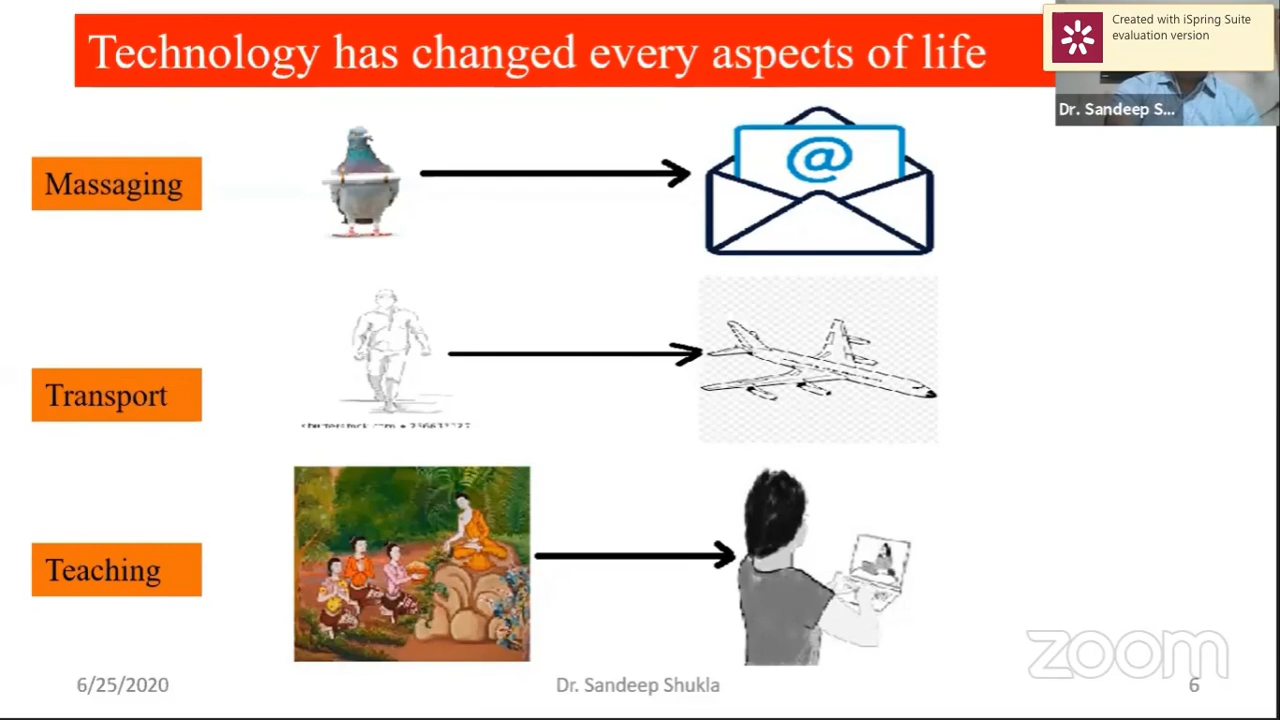 Technology has changed every aspects of life
Created with iSpring Suite
evaluation version
Dr. Sandeep S...
Massaging
@
Transport
Teaching
zoom
6/25/2020
Dr. Sandeep Shukla
6